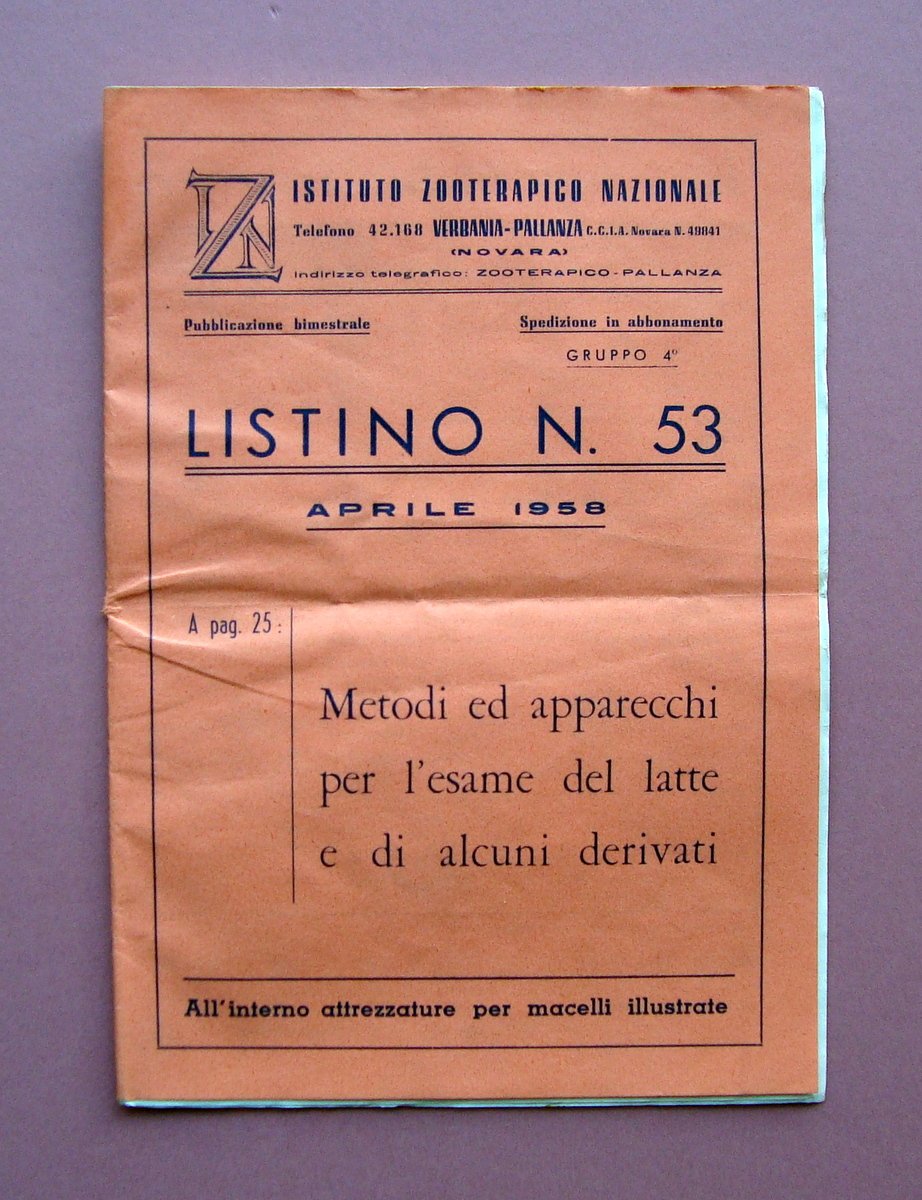 IZN
ISTITUTO ZOOTERAPICO NAZIONALE
Telefono 42.168 VERBANIA-PALLANZA C.C.I.A. Novara N. 49841
(NOVARA)
Indirizzo telegrafico: ZOOTERAPICO-PALLANZA
Pubblicazione bimestrale
Spedizione in abbonamento
GRUPPO 4º
LISTINO N. 53
APRILE 1958
A pag. 25:
Metodi ed apparecchi
per l'esame del latte
e di alcuni derivati
All'interno attrezzature per macelli illustrate